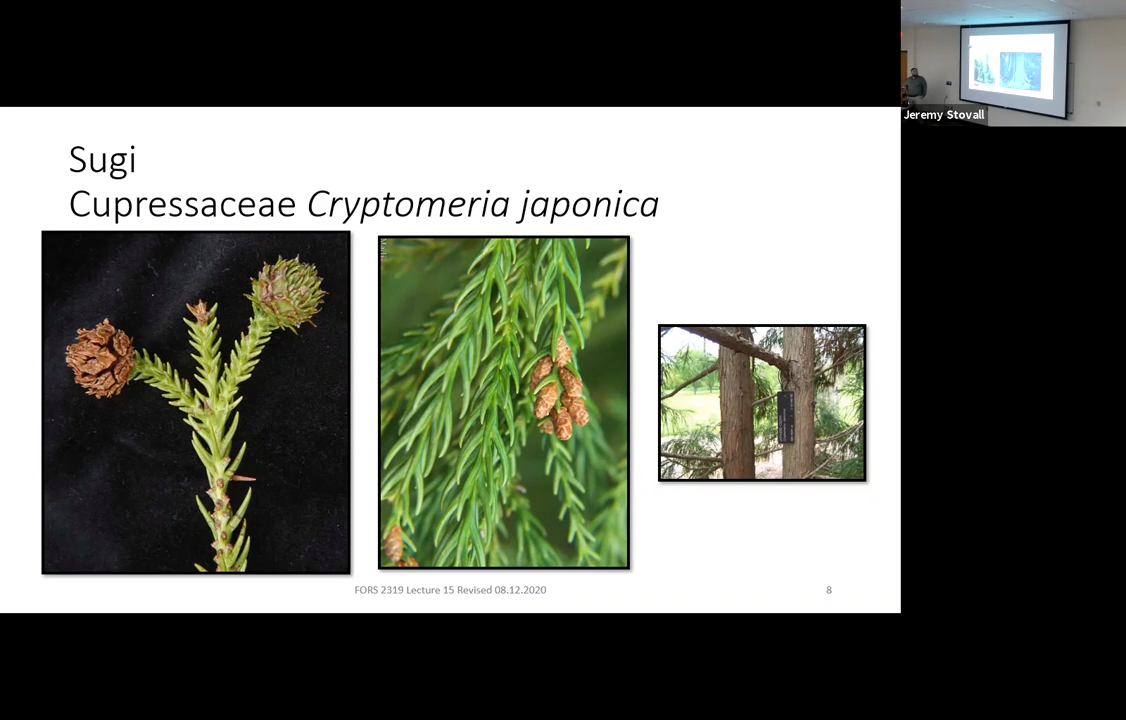 Sugi
Cupressaceae Cryptomeria japonica
FORS 2319 Lecture 15 Revised 08.12.2020
8
Jeremy Stovall